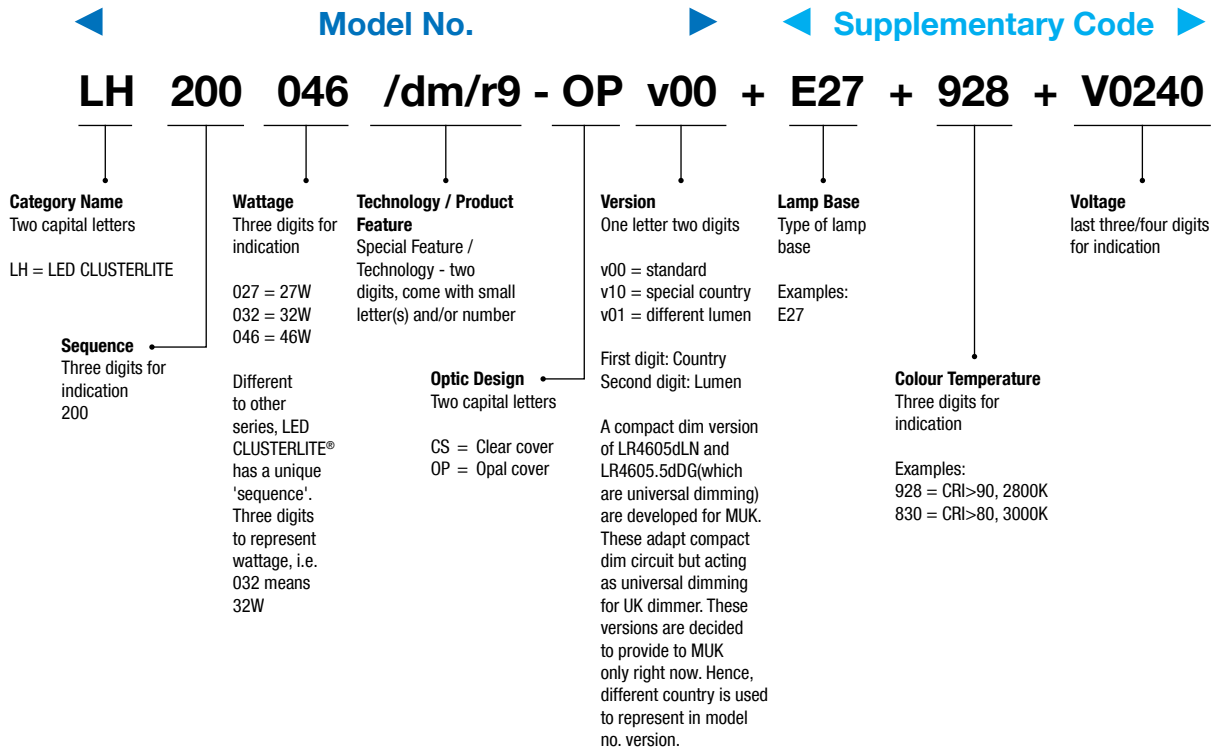 Model No.
Supplementary Code
LH 200 046 /dm/r9 - OP v00 + E27 + 928 + V0240
Category Name
Two capital letters
LH = LED CLUSTERLITE
Sequence
Three digits for
indication
200
Wattage
Three digits for
indication
027 = 27W
032 = 32W
046 = 46W
Different
to other
series, LED
CLUSTERLITE®
has a unique
'sequence'.
Three digits
to represent
wattage, i.e.
032 means
32W
Technology / Product
Feature
Special Feature /
Technology - two
digits, come with small
letter(s) and/or number
Optic Design
Two capital letters
CS = Clear cover
OP = Opal cover
Version
One letter two digits
v00 = standard
v10 = special country
v01 = different lumen
First digit: Country
Second digit: Lumen
A compact dim version
of LR4605dLN and
LR4605.5dDG(which
are universal dimming)
are developed for MUK.
These adapt compact
dim circuit but acting
as universal dimming
for UK dimmer. These
versions are decided
to provide to MUK
only right now. Hence,
different country is used
to represent in model
no. version.
Lamp Base
Type of lamp
base
Examples:
E27
Colour Temperature
Three digits for
indication
Examples:
928 = CRI>90, 2800K
830 = CRI>80, 3000K
Voltage
last three/four digits
for indication